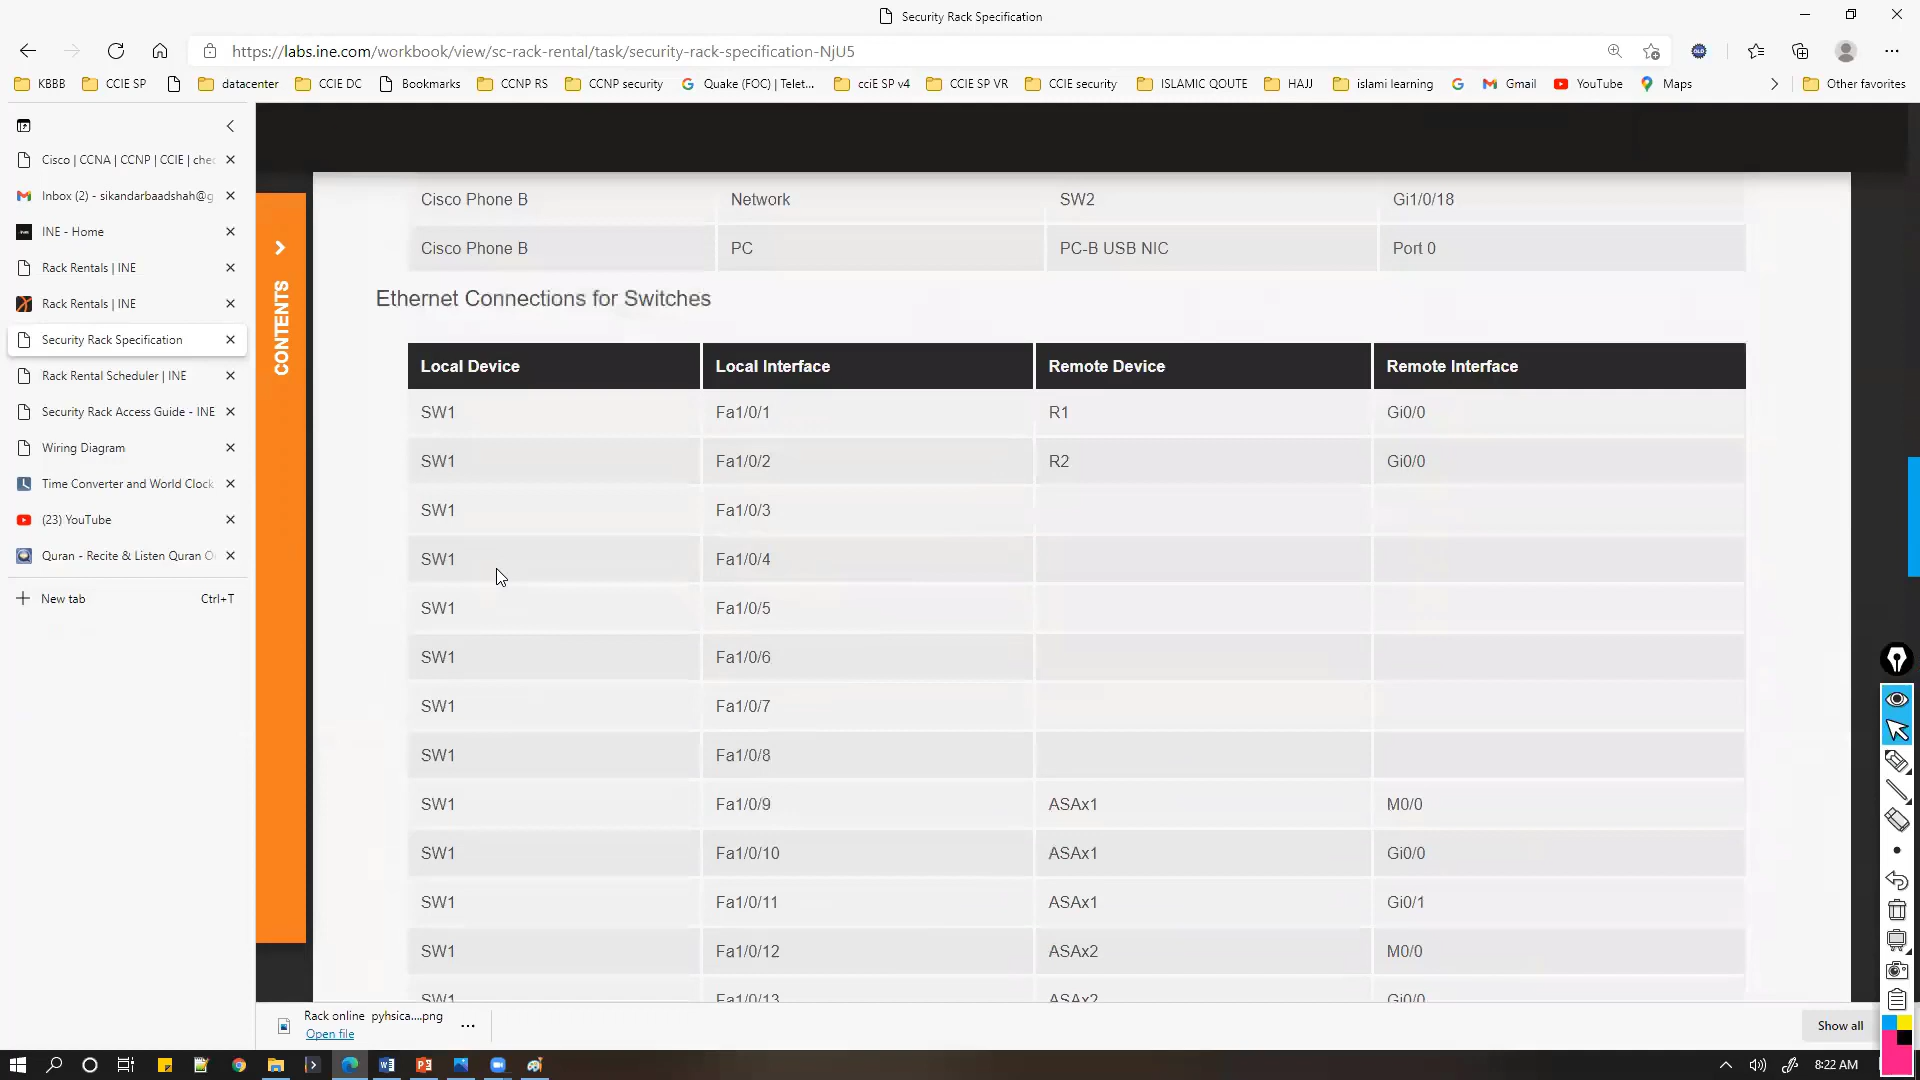 Security Rack Specification
https://labs.ine.com/workbook/view/sc-rack-rental/task/security-rack-specification-NjU5
KBBB CCIE SP datacenter CCIE DC Bookmarks CCNP RS CCNP security Quake (FOC) | Telet... cciE SP v4 CCIE SP VR CCIE security ISLAMIC QOUTE HAJJ islami learning Gmail YouTube Maps Other favorites
Cisco | CCNA | CCNP | CCIE | chec
Inbox (2) - sikandarbaadshah@g
INE - Home
Rack Rentals | INE
Rack Rentals | INE
Security Rack Specification
Rack Rental Scheduler | INE
Security Rack Access Guide - INE
Wiring Diagram
Time Converter and World Clock
(23) YouTube
Quran - Recite & Listen Quran O
New tab Ctrl+T
CONTENTS
Cisco Phone B Network SW2 Gi1/0/18
Cisco Phone B PC PC-B USB NIC Port 0
Ethernet Connections for Switches
Local Device Local Interface Remote Device Remote Interface
SW1 Fa1/0/1 R1 Gi0/0
SW1 Fa1/0/2 R2 Gi0/0
SW1 Fa1/0/3
SW1 Fa1/0/4
SW1 Fa1/0/5
SW1 Fa1/0/6
SW1 Fa1/0/7
SW1 Fa1/0/8
SW1 Fa1/0/9 ASAx1 M0/0
SW1 Fa1/0/10 ASAx1 Gi0/0
SW1 Fa1/0/11 ASAx1 Gi0/1
SW1 Fa1/0/12 ASAx2 M0/0
SW1 Fa1/0/13 ASAx2 Gi0/0
Rack online pyhsica....png
Open file
Show all
8:22 AM